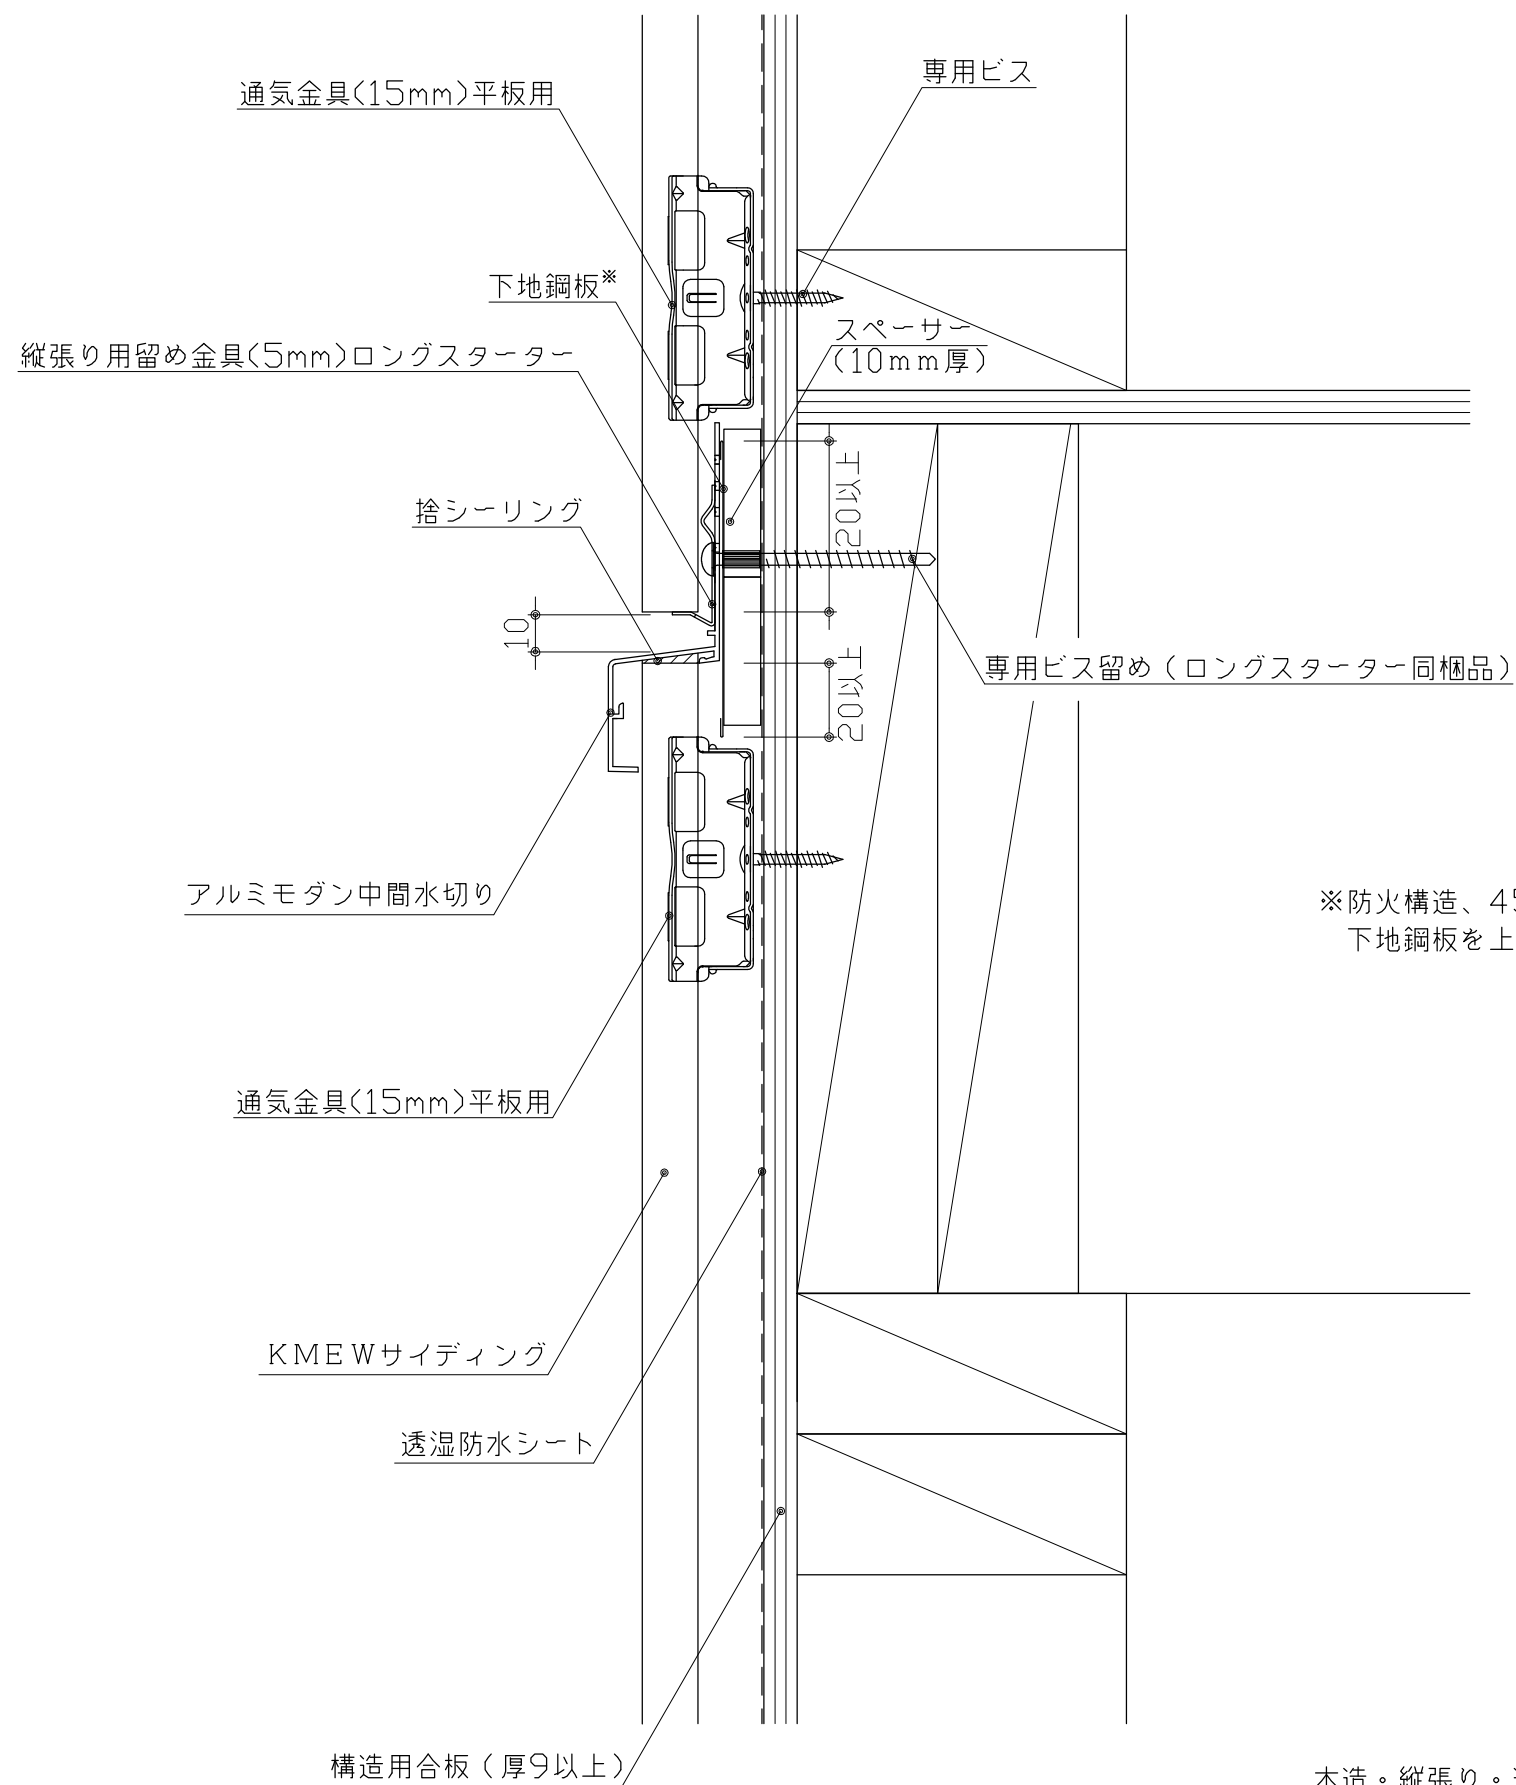 専用ビス
通気金具(15mm)平板用
下地鋼板※
スペーサー
(10mm厚)
縦張り用留め金具(5mm)ロングスターター
20以上
捨シーリング
10
専用ビス留め(ロングスターター同梱品)
20以上
アルミモダン中間水切り
※防火構造、4
下地鋼板を上
通気金具(15mm)平板用
KMEWサイディング
透湿防水シート
構造用合板(厚9以上)
木造・縦張り・